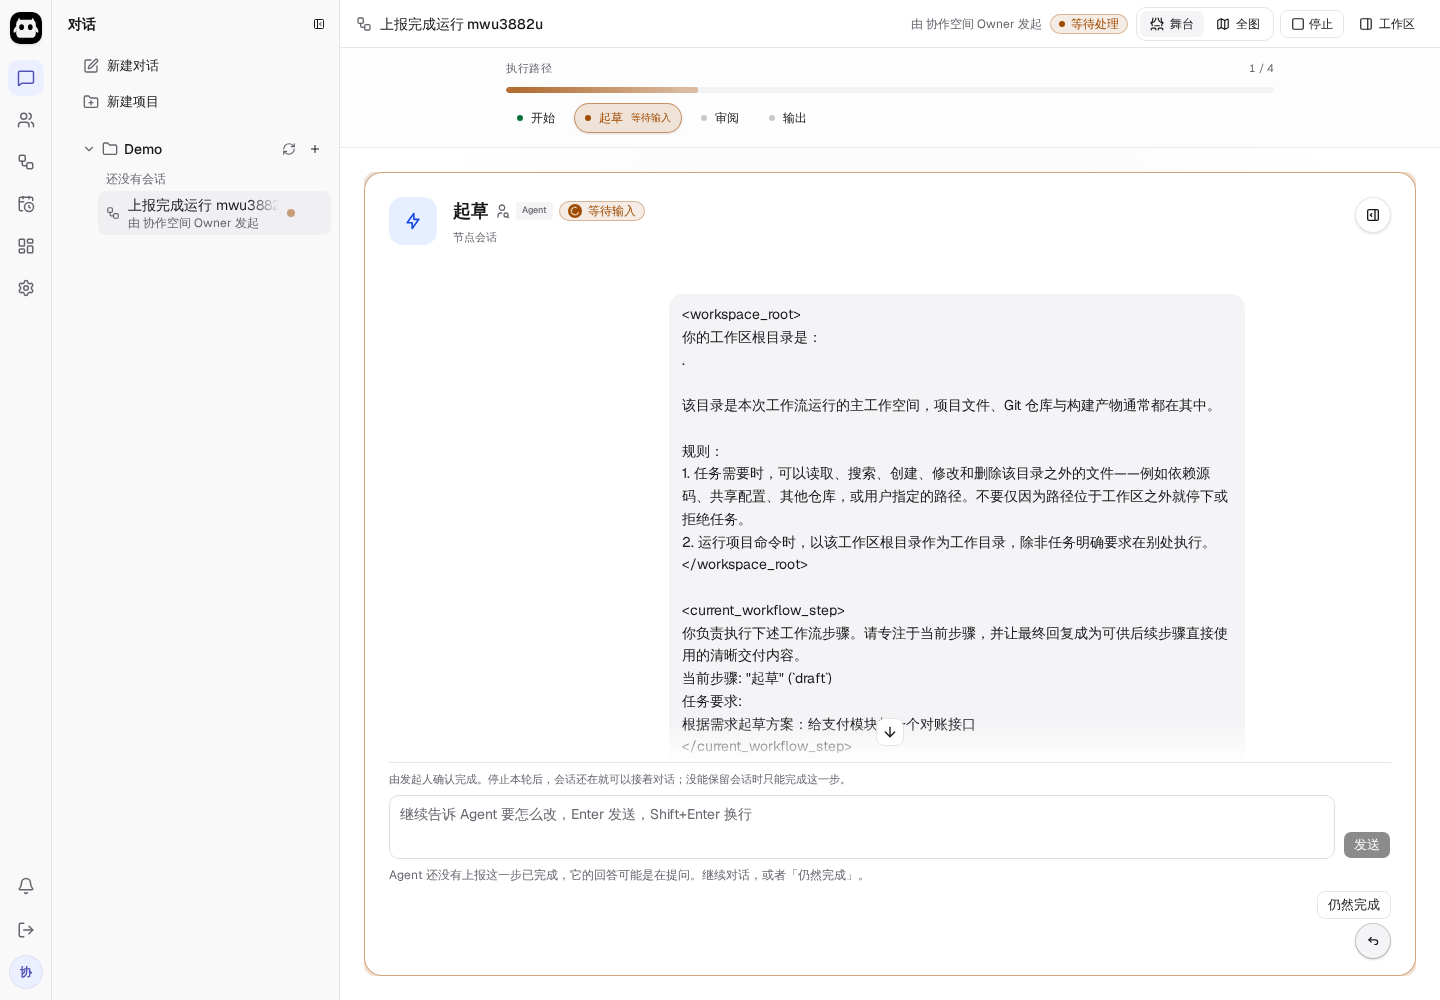 对话
新建对话
新建项目
Demo
还没有会话
上报完成运行 mwu3882
由 协作空间 Owner 发起
协
上报完成运行 mwu3882u
由 协作空间 Owner 发起
等待处理
舞台
全图
停止
工作区
执行路径
1 / 4
开始
起草 等待输入
审阅
输出
起草
Agent
等待输入
节点会话
<workspace_root>
你的工作区根目录是：
.
该目录是本次工作流运行的主工作空间，项目文件、Git 仓库与构建产物通常都在其中。
规则：
1. 任务需要时，可以读取、搜索、创建、修改和删除该目录之外的文件——例如依赖源
码、共享配置、其他仓库，或用户指定的路径。不要仅因为路径位于工作区之外就停下或
拒绝任务。
2. 运行项目命令时，以该工作区根目录作为工作目录，除非任务明确要求在别处执行。
</workspace_root>
<current_workflow_step>
你负责执行下述工作流步骤。请专注于当前步骤，并让最终回复成为可供后续步骤直接使
用的清晰交付内容。
当前步骤: "起草" (`draft`)
任务要求:
根据需求起草方案：给支付模块 一个对账接口
</current_workflow_step>
由发起人确认完成。停止本轮后，会话还在就可以接着对话；没能保留会话时只能完成这一步。
继续告诉 Agent 要怎么改，Enter 发送，Shift+Enter 换行
发送
Agent 还没有上报这一步已完成，它的回答可能是在提问。继续对话，或者「仍然完成」。
仍然完成